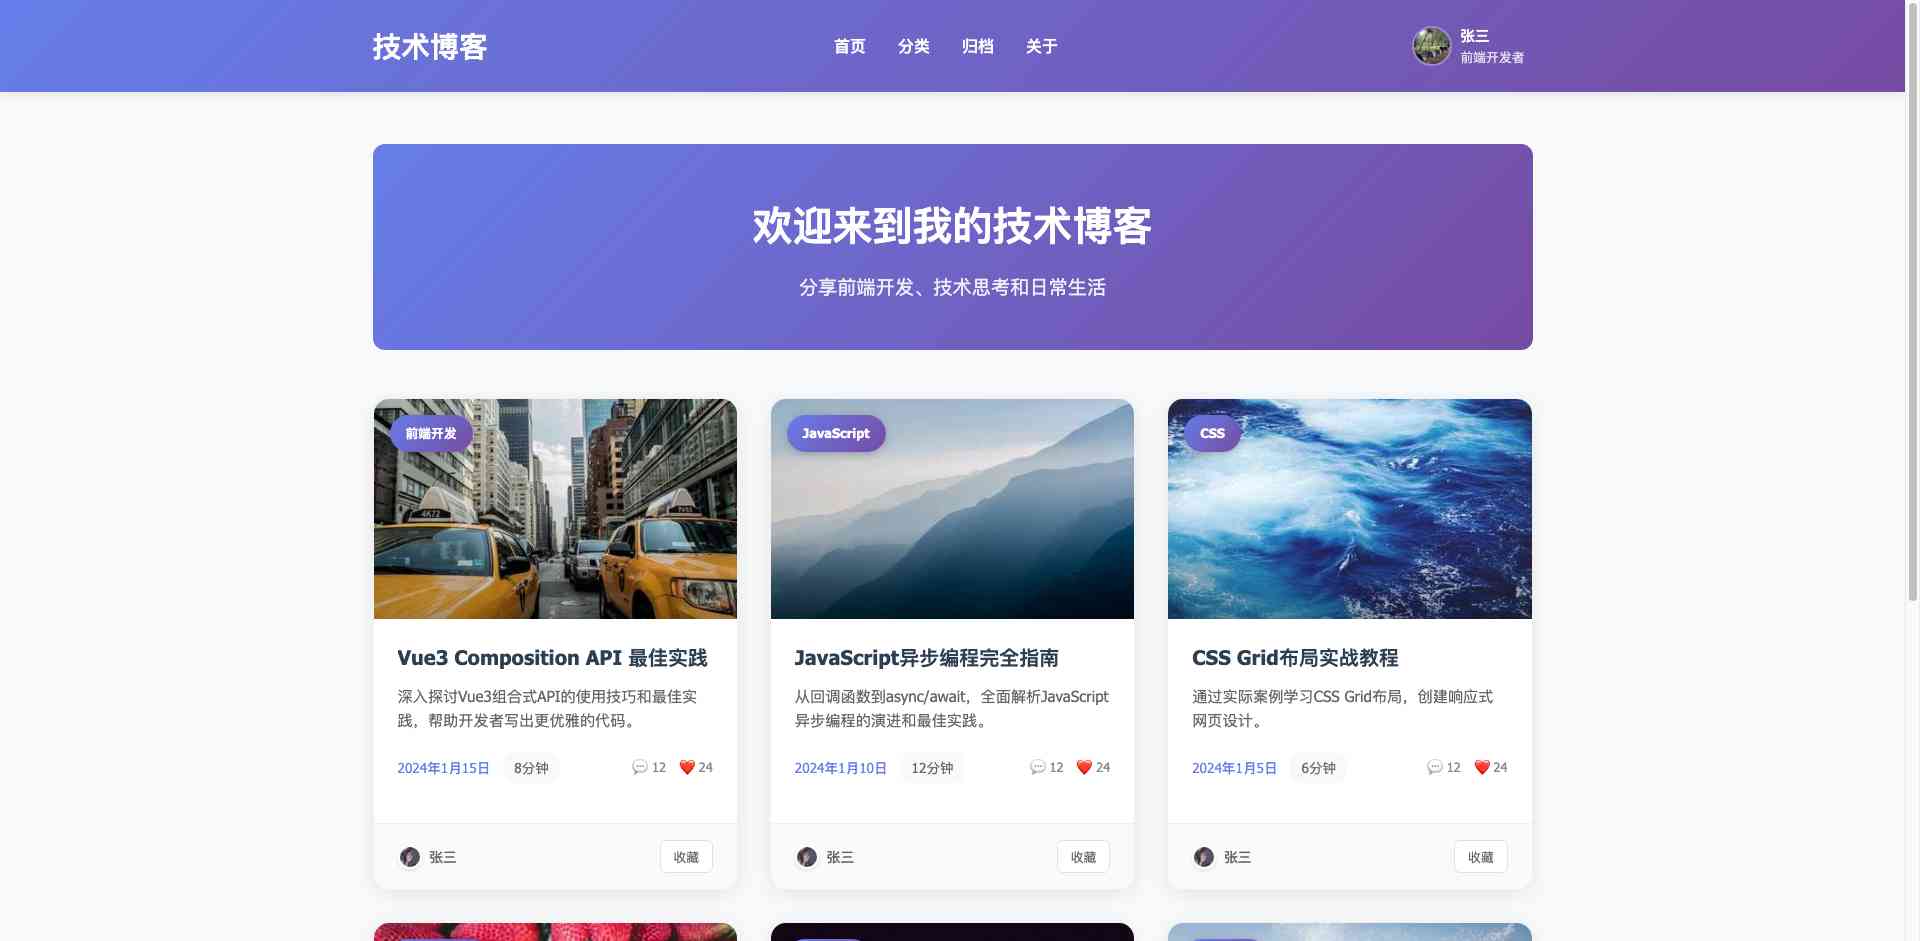 技术博客
首页 分类 归档 关于
张三
前端开发者
欢迎来到我的技术博客
分享前端开发、技术思考和日常生活
前端开发
4K72
Vue3 Composition API 最佳实践
深入探讨Vue3组合式API的使用技巧和最佳实
践，帮助开发者写出更优雅的代码。
2024年1月15日 8分钟 12 24
张三 收藏
JavaScript
JavaScript异步编程完全指南
从回调函数到async/await，全面解析JavaScript
异步编程的演进和最佳实践。
2024年1月10日 12分钟 12 24
张三 收藏
CSS
CSS Grid布局实战教程
通过实际案例学习CSS Grid布局，创建响应式
网页设计。
2024年1月5日 6分钟 12 24
张三 收藏